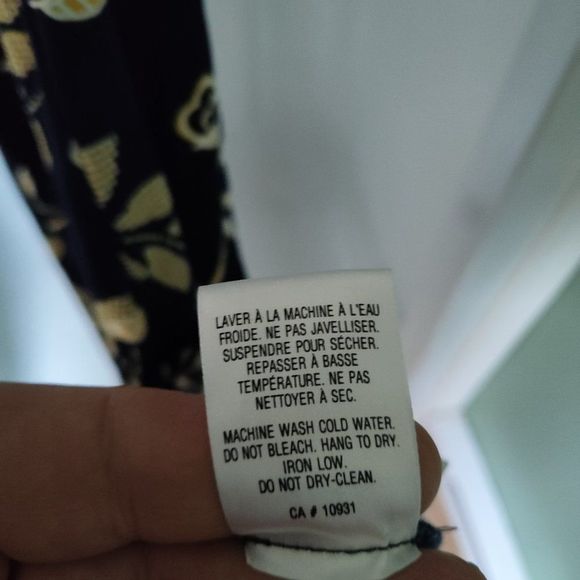 LAVER À LA MACHINE À L'EAU
FROIDE. NE PAS JAVELLISER.
SUSPENDRE POUR SÉCHER.
REPASSER À BASSE
TEMPÉRATURE. NE PAS
NETTOYER À SEC.
MACHINE WASH COLD WATER.
DO NOT BLEACH. HANG TO DRY.
IRON LOW.
DO NOT DRY-CLEAN.
CA # 10931